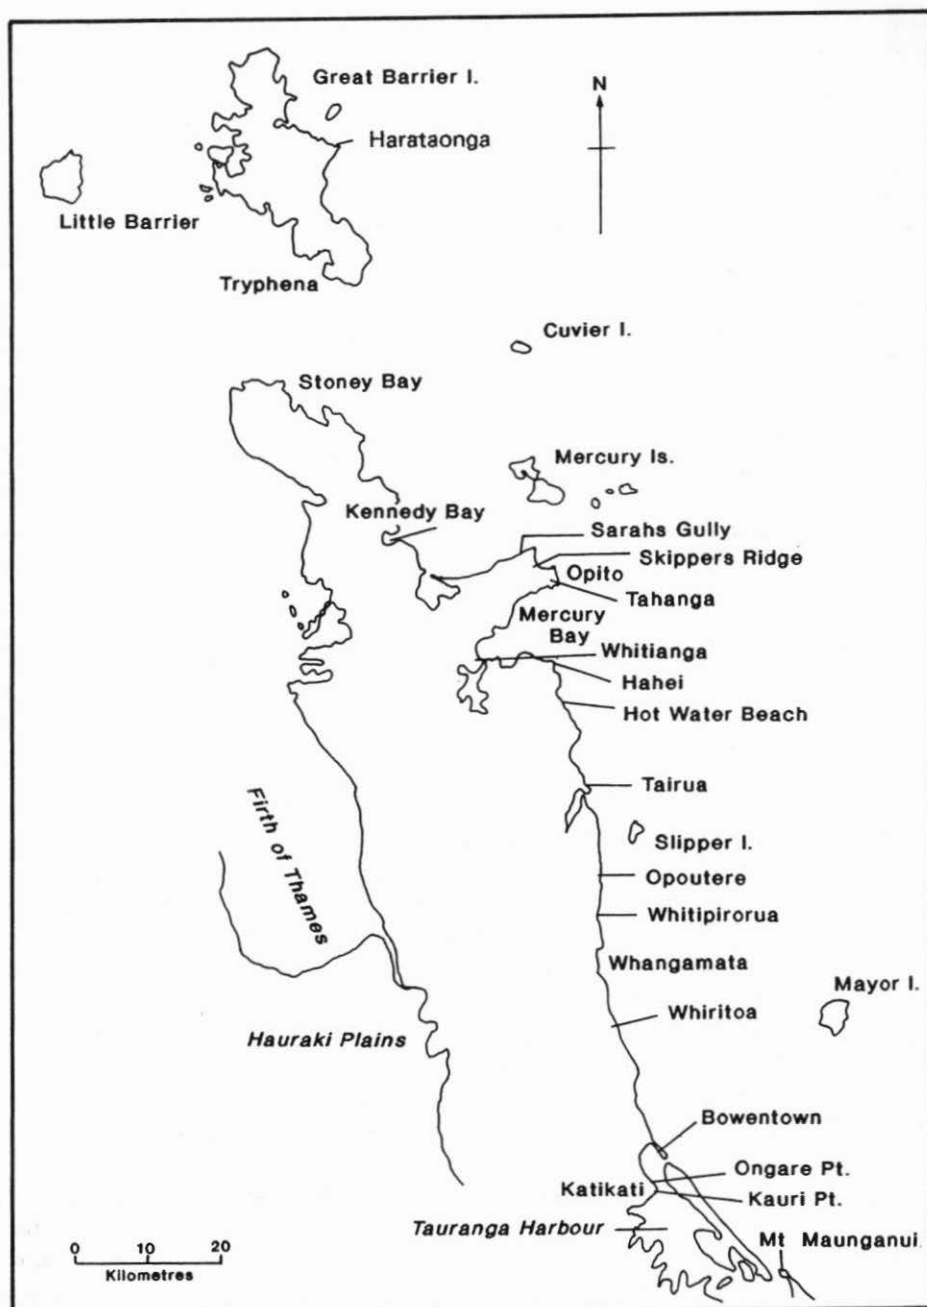 Great Barrier I.
N
Harataonga
Little Barrier
Tryphena
Cuvier I.
Stoney Bay
Mercury Is.
Kennedy Bay
Sarahs Gully
Skippers Ridge
Opito
Tahanga
Mercury
Bay
Whitianga
Hahei
Hot Water Beach
Tairua
Firth of Thames
Slipper I.
Opoutere
Whitipirorua
Whangamata
Mayor I.
Whiritoa
Hauraki Plains
Bowentown
Ongare Pt.
Katikati
Kauri Pt.
Tauranga Harbour
Mt Maunganui
0 10 20
Kilometres